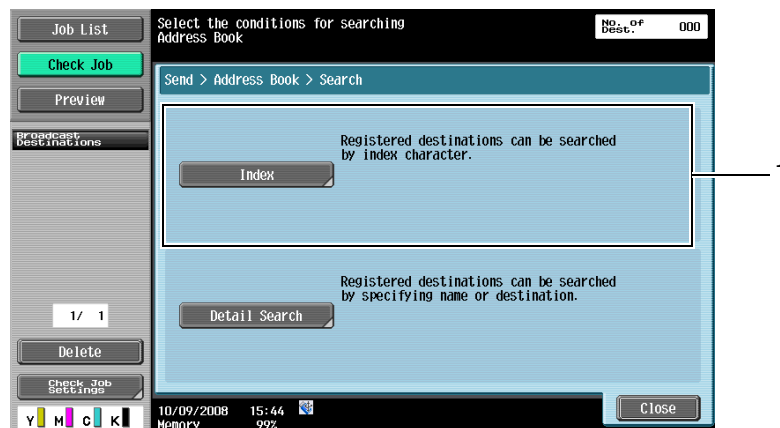 Job List
Check Job
Preview
Broadcast
Destinations
1/ 1
Delete
Check Job
Settings
Y M C K
Select the conditions for searching
Address Book
No. of
Dest. 000
Send > Address Book > Search
Registered destinations can be searched
by index character.
Index
Registered destinations can be searched
by specifying name or destination.
Detail Search
10/09/2008 15:44
Memory 99%
Close